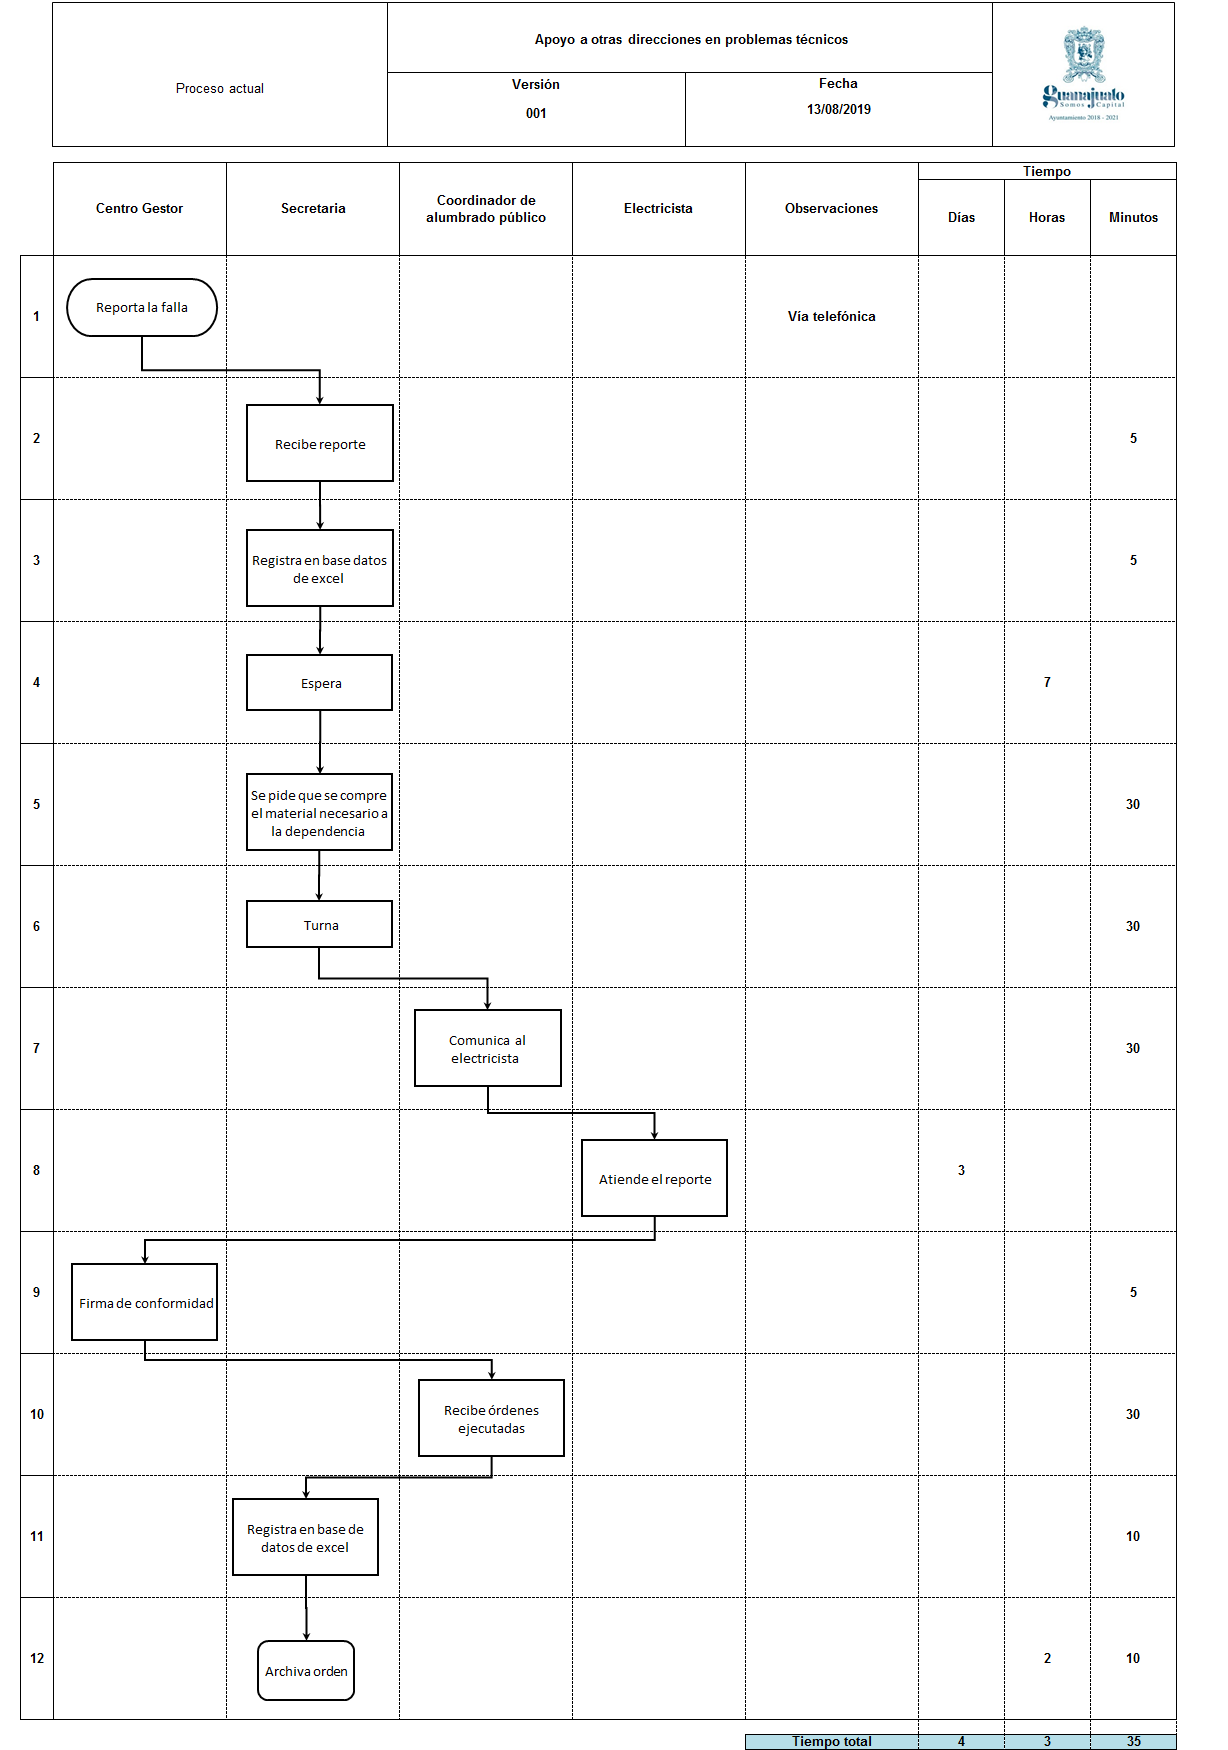 Proceso actual
Apoyo a otras direcciones en problemas técnicos
Versión
001
Fecha
13/08/2019
guanajuato
Somos Capital
Ayuntamiento 2018 - 2021
Centro Gestor
Secretaria
Coordinador de
alumbrado público
Electricista
Observaciones
Tiempo
Días
Horas
Minutos
1
Reporta la falla
Vía telefónica
2
Recibe reporte
5
3
Registra en base datos
de excel
5
4
Espera
7
5
Se pide que se compre
el material necesario a
la dependencia
30
6
Turna
30
7
Comunica al
electricista
30
8
Atiende el reporte
3
9
Firma de conformidad
5
10
Recibe órdenes
ejecutadas
30
11
Registra en base de
datos de excel
10
12
Archiva orden
2
10
Tiempo total
4
3
35